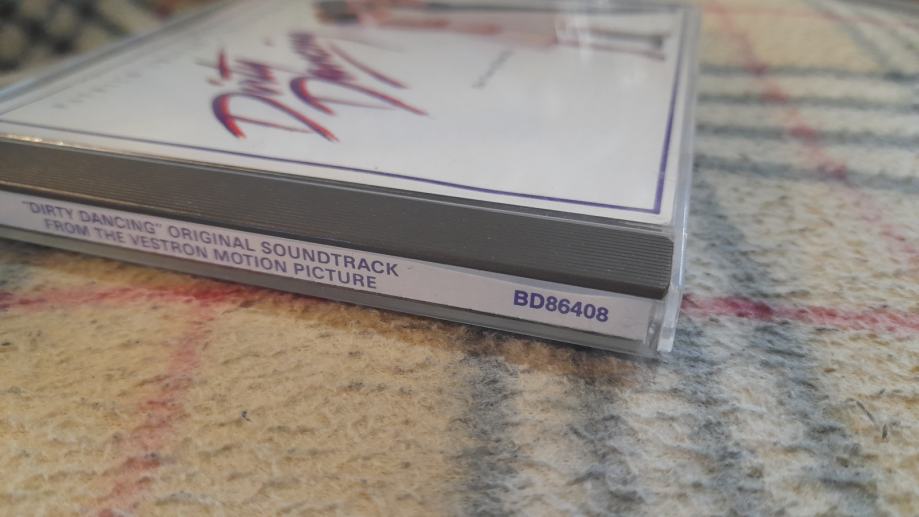 Dirty
Dancing
"DIRTY DANCING" ORIGINAL SOUNDTRACK
FROM THE VESTRON MOTION PICTURE
BD86408